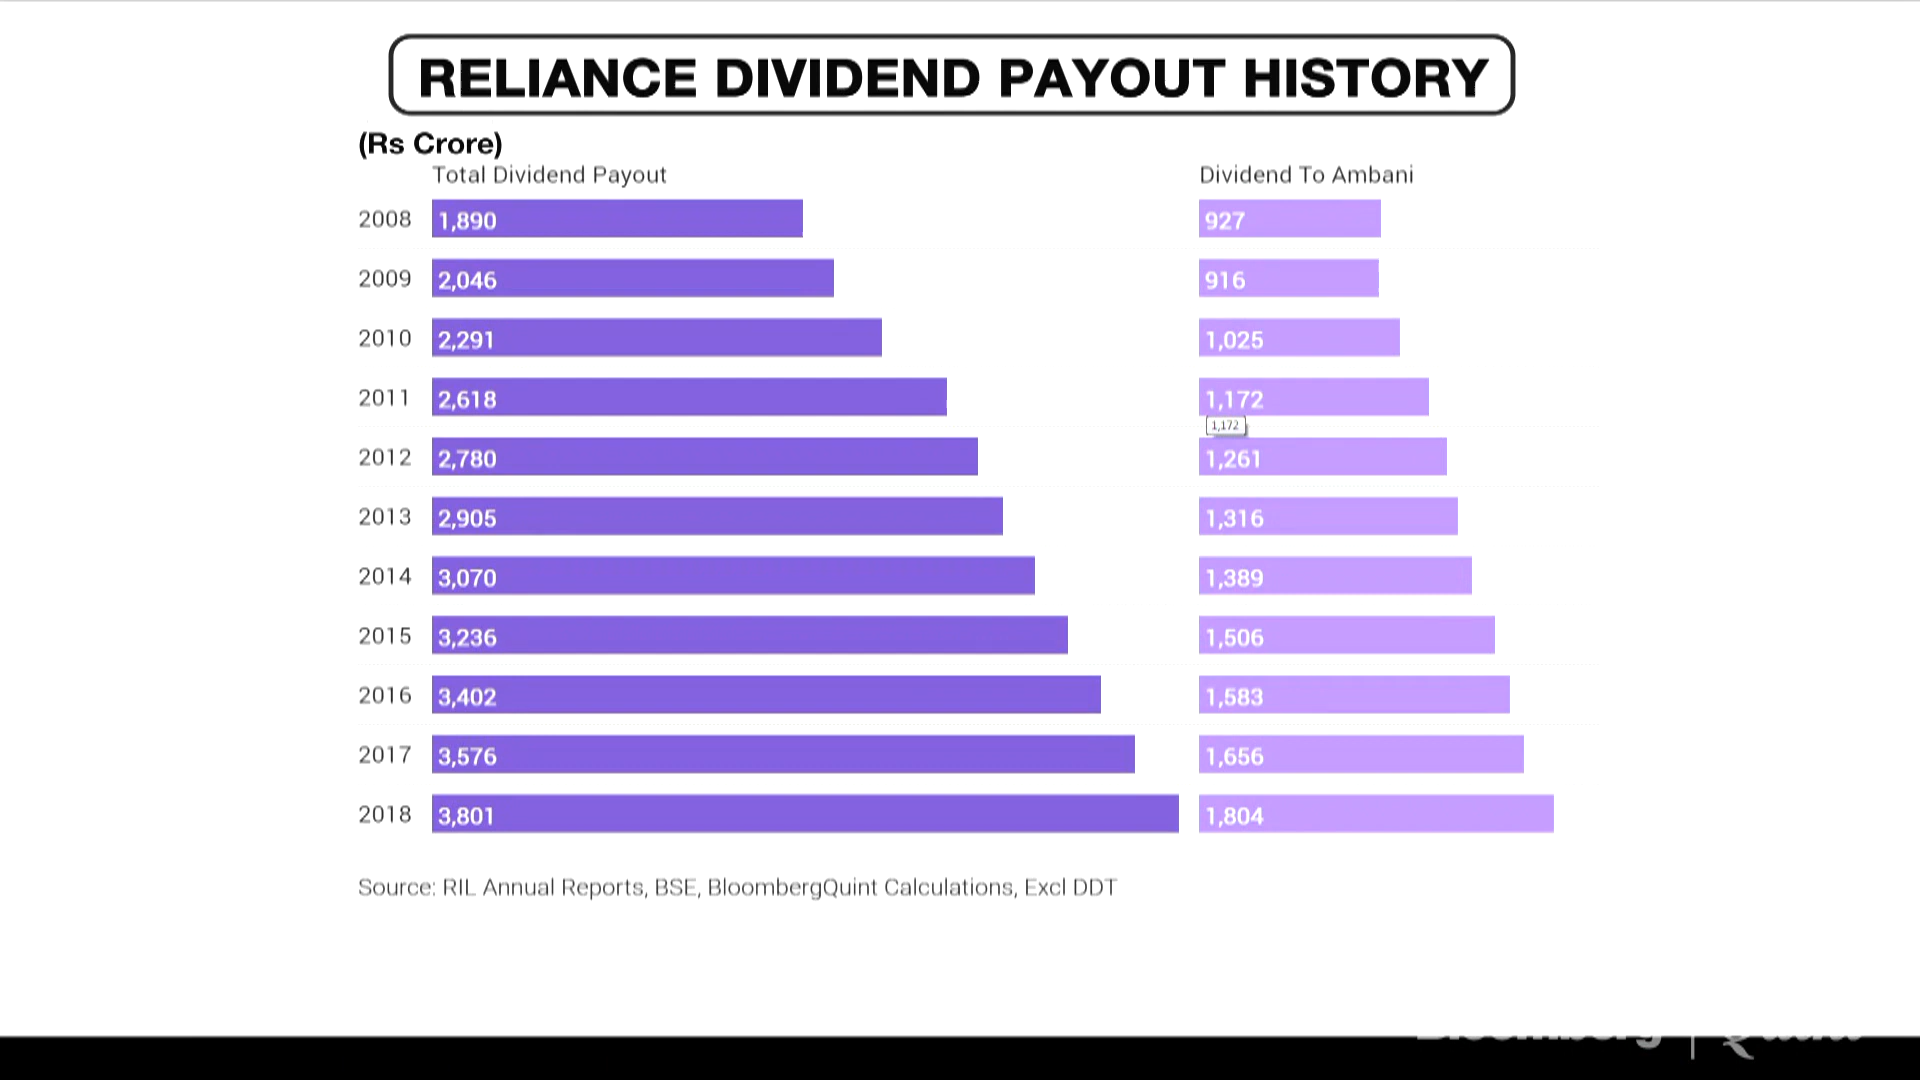 RELIANCE DIVIDEND PAYOUT HISTORY
(Rs Crore)
Total Dividend Payout Dividend To Ambani
2008 1,890 927
2009 2,046 916
2010 2,291 1,025
2011 2,618 1,172
1,172
2012 2,780 1,261
2013 2,905 1,316
2014 3,070 1,389
2015 3,236 1,506
2016 3,402 1,583
2017 3,576 1,656
2018 3,801 1,804
Source: RIL Annual Reports, BSE, BloombergQuint Calculations, Excl DDT